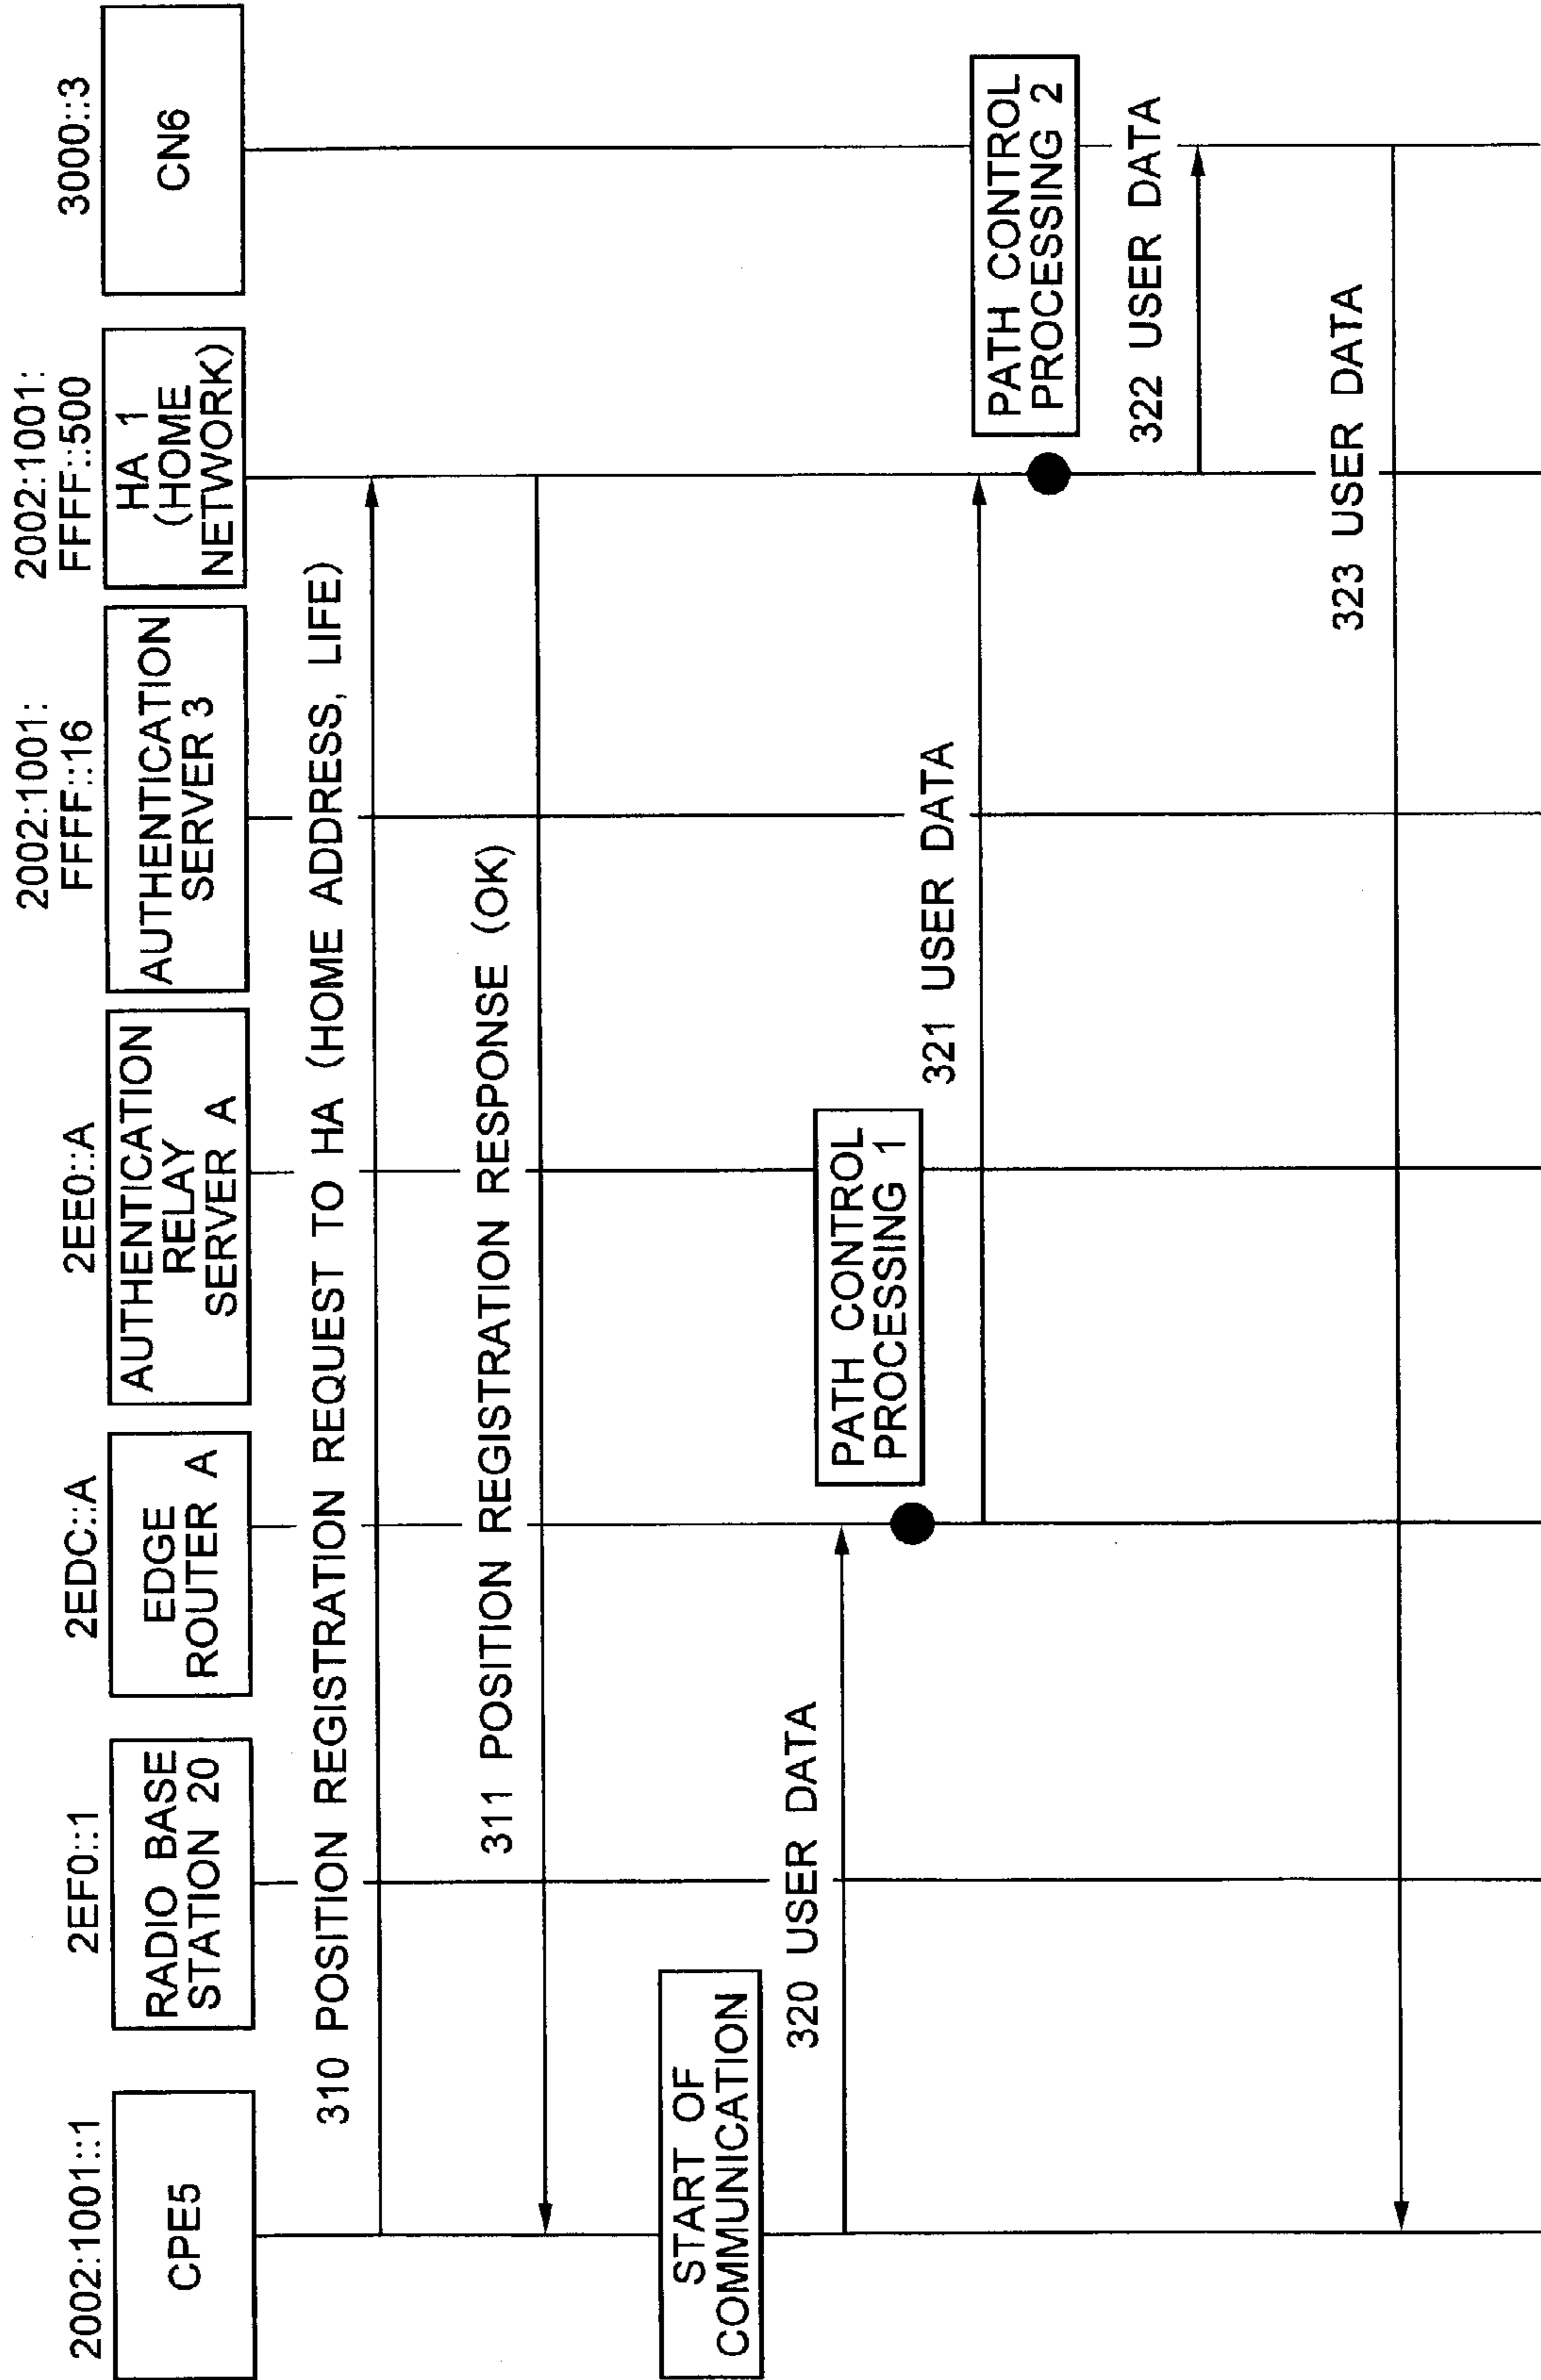 2002:1001::1
CPE5
2EF0::1
RADIO BASE
STATION 20
2EDC::A
EDGE
ROUTER A
2EE0::A
AUTHENTICATION
RELAY
SERVER A
2002:1001:
FFFF::16
AUTHENTICATION
SERVER 3
2002:1001:
FFFF::500
HA 1
(HOME
NETWORK)
3000::3
CN6
310 POSITION REGISTRATION REQUEST TO HA (HOME ADDRESS, LIFE)
311 POSITION REGISTRATION RESPONSE (OK)
START OF
COMMUNICATION
320 USER DATA
PATH CONTROL
PROCESSING 1
321 USER DATA
PATH CONTROL
PROCESSING 2
322 USER DATA
323 USER DATA